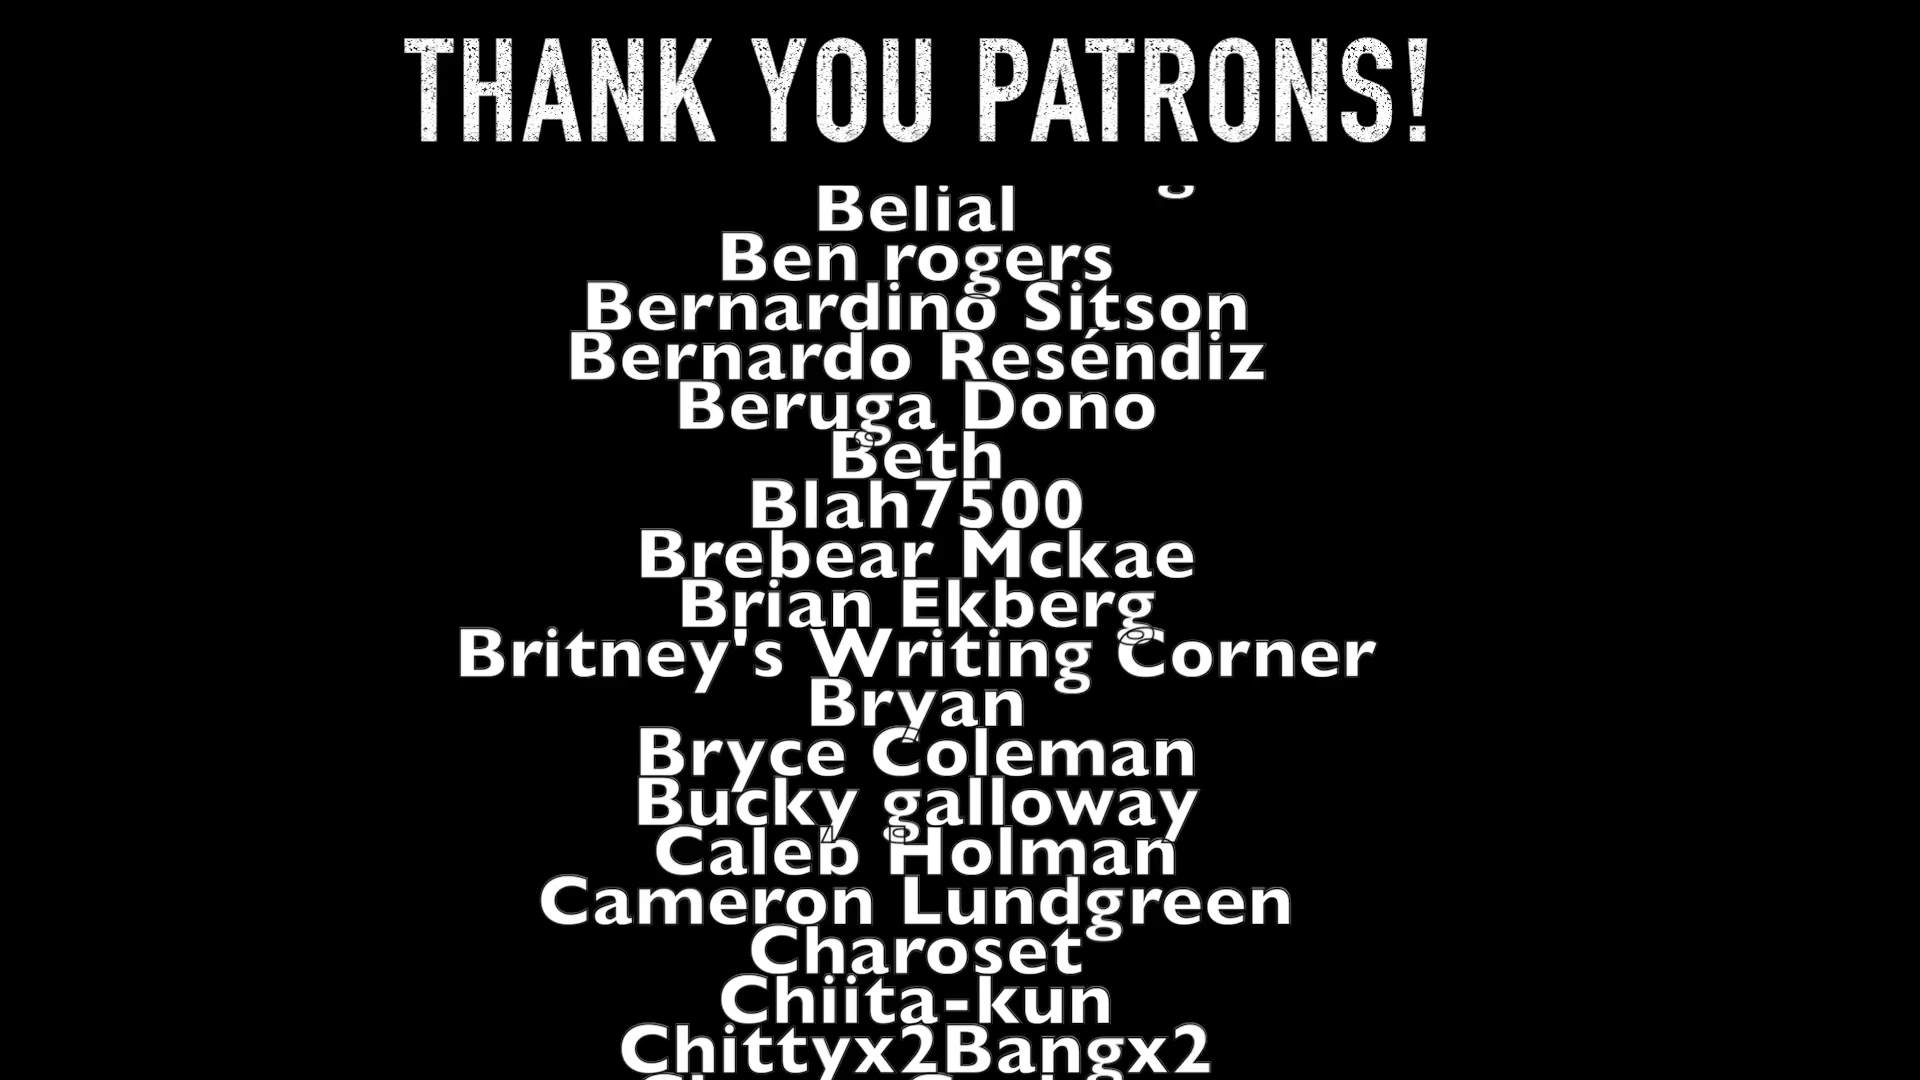 THANK YOU PATRONS!
Belial
Ben rogers
Bernardino Sitson
Bernardo Reséndiz
Beruga Dono
Beth
Blah7500
Brebear Mckae
Brian Ekberg
Britney's Writing Corner
Bryan
Bryce Coleman
Bucky galloway
Caleb Holman
Cameron Lundgreen
Charoset
Chiita-kun
Chittyx2Bangx2